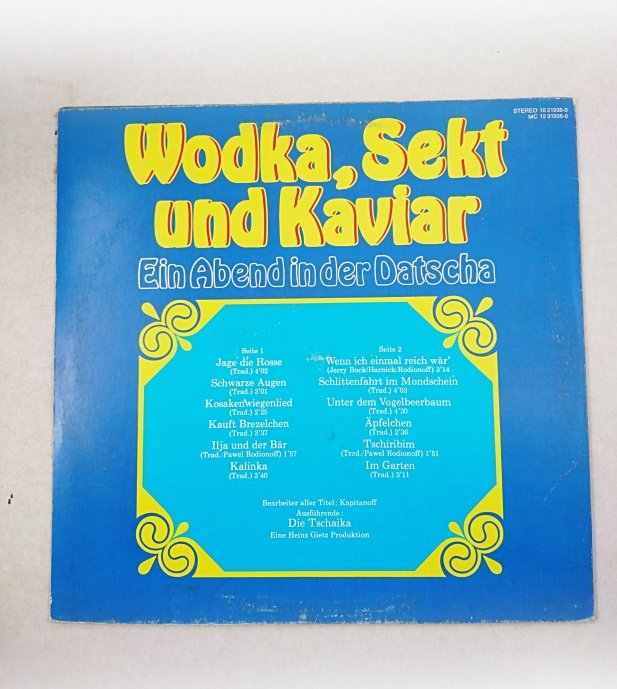 STEREO 10 21938-0
MC 12 31938-0
Wodka, Sekt
und Kaviar
Ein Abend in der Datscha
Seite 1
Jage die Rosse
(Trad.) 4'02
Schwarze Augen
(Trad.) 3'01
Kosakenwiegenlied
(Trad.) 2'25
Kauft Brezelchen
(Trad.) 3'37
Ilja und der Bär
(Trad./Pawel Rodionoff) 1'57
Kalinka
(Trad.) 3'40
Seite 2
'Wenn ich einmal reich wär'
(Jerry Bock/Harnick/Rodionoff) 3'14
Schlittenfahrt im Mondschein
(Trad.) 4'03
Unter dem Vogelbeerbaum
(Trad.) 4'30
Äpfelchen
(Trad.) 2'36
Tschiribim
(Trad./Pawel Rodionoff) 1'51
Im Garten
(Trad.) 3'11
Bearbeiter aller Titel: Kapitanoff
Ausführende:
Die Tschaika
Eine Heinz Gietz Produktion